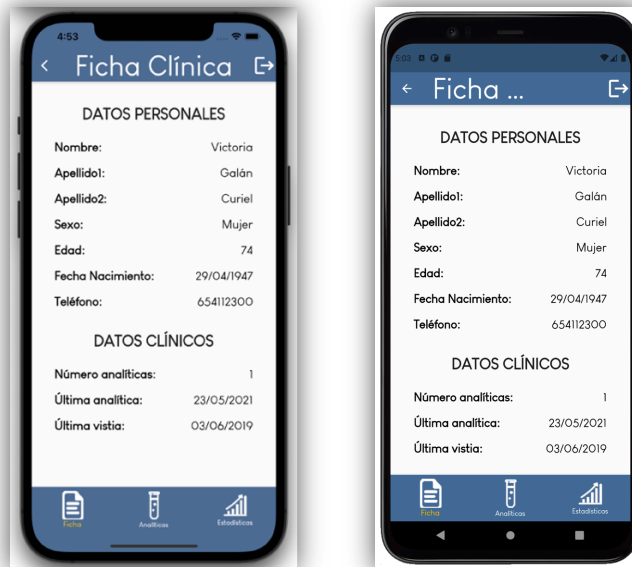 4:53
Ficha Clínica
DATOS PERSONALES
Nombre: Victoria
Apellido1: Galán
Apellido2: Curiel
Sexo: Mujer
Edad: 74
Fecha Nacimiento: 29/04/1947
Teléfono: 654112300
DATOS CLÍNICOS
Número analíticas: 1
Última analítica: 23/05/2021
Última vistia: 03/06/2019
Ficha Analíticas Estadísticas
5:03
Ficha ...
DATOS PERSONALES
Nombre: Victoria
Apellido1: Galán
Apellido2: Curiel
Sexo: Mujer
Edad: 74
Fecha Nacimiento: 29/04/1947
Teléfono: 654112300
DATOS CLÍNICOS
Número analíticas: 1
Última analítica: 23/05/2021
Última vistia: 03/06/2019
Ficha Analíticas Estadísticas